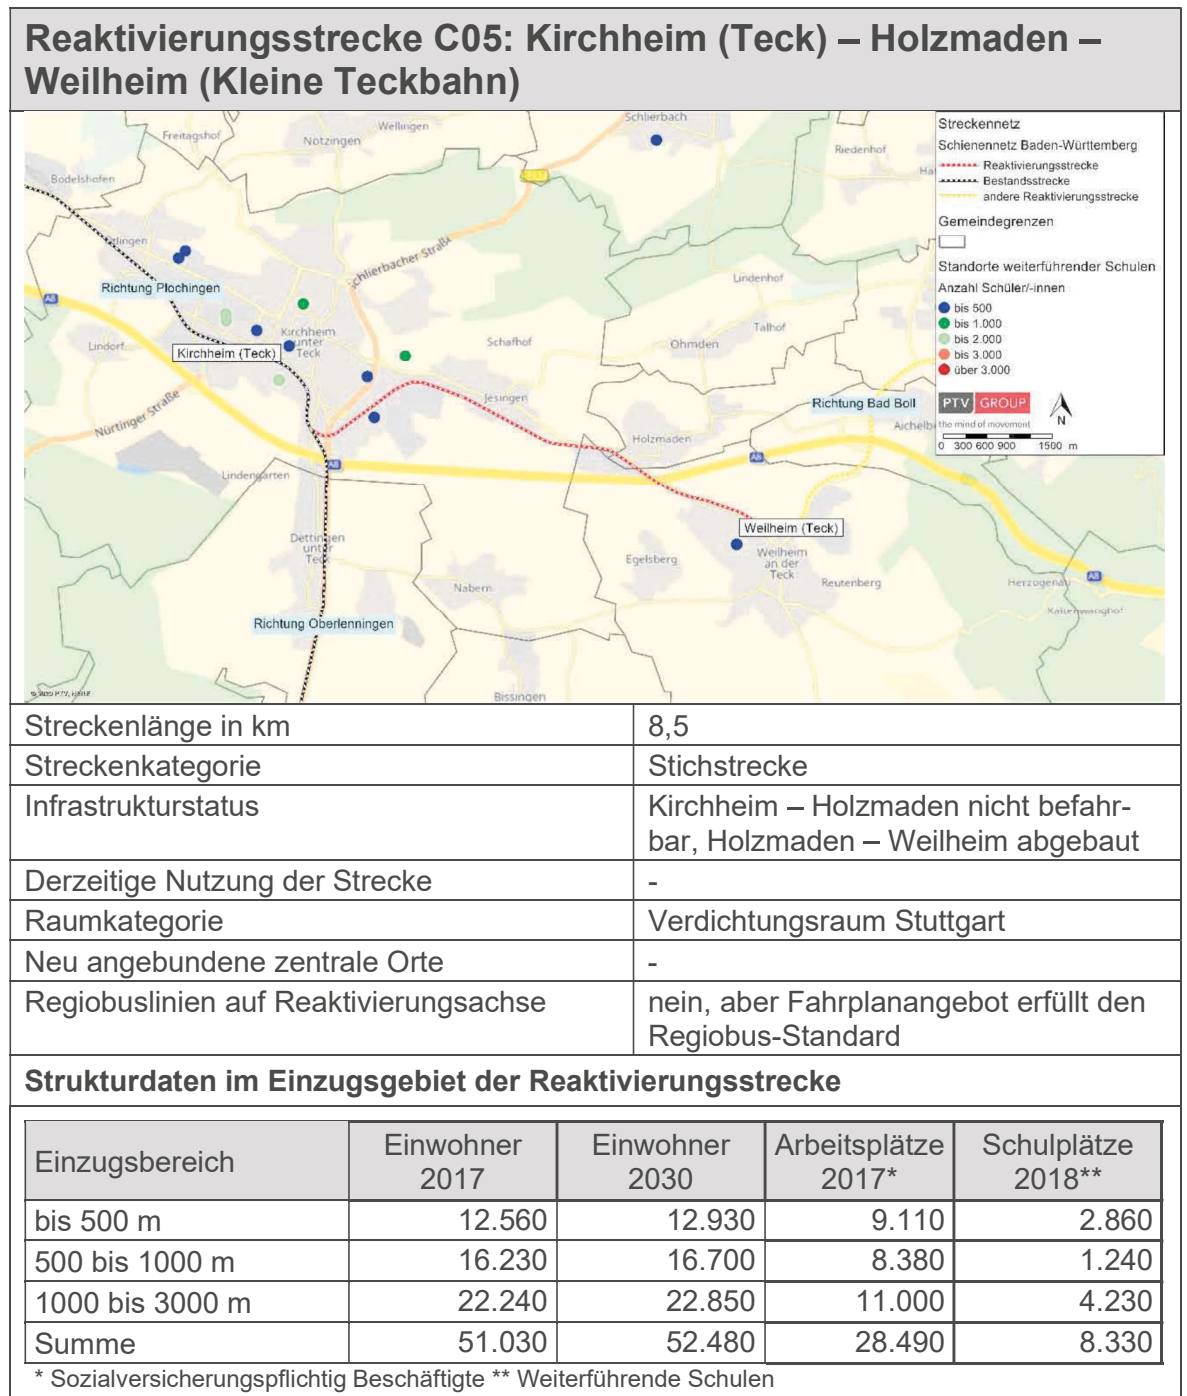 Reaktivierungsstrecke C05: Kirchheim (Teck) – Holzmaden –
Weilheim (Kleine Teckbahn)
Freitagshof
Notzingen
Wellingen
Schlierbach
Riedenhof
Bodelshofen
Ötlingen
Schlierbacher Straße
Richtung Plochingen
A8
Lindorf
Kirchheim
unter
Teck
Kirchheim (Teck)
Schafhof
Lindenhof
Talhof
Ohmden
Nürtinger Straße
Jesingen
Richtung Bad Boll
Holzmaden
A8
A8
Lindengarten
Weilheim (Teck)
Dettingen
unter
Teck
Egelsberg
Weilheim
an der
Teck
Nabern
Reutenberg
Herzogenau
A8
Kaltenwanghof
Richtung Oberlenningen
Bissingen
Streckennetz
Schienennetz Baden-Württemberg
Reaktivierungsstrecke
Bestandsstrecke
andere Reaktivierungsstrecke
Gemeindegrenzen
Standorte weiterführender Schulen
Anzahl Schüler/-innen
bis 500
bis 1.000
bis 2.000
bis 3.000
über 3.000
PTV GROUP
the mind of movement
N
0 300 600 900 1500 m
Streckenlänge in km 8,5
Streckenkategorie Stichstrecke
Infrastrukturstatus Kirchheim – Holzmaden nicht befahr-
bar, Holzmaden – Weilheim abgebaut
Derzeitige Nutzung der Strecke -
Raumkategorie Verdichtungsraum Stuttgart
Neu angebundene zentrale Orte -
Regiobuslinien auf Reaktivierungsachse nein, aber Fahrplanangebot erfüllt den
Regiobus-Standard
Strukturdaten im Einzugsgebiet der Reaktivierungsstrecke
Einzugsbereich Einwohner 2017 Einwohner 2030 Arbeitsplätze 2017* Schulplätze 2018**
bis 500 m 12.560 12.930 9.110 2.860
500 bis 1000 m 16.230 16.700 8.380 1.240
1000 bis 3000 m 22.240 22.850 11.000 4.230
Summe 51.030 52.480 28.490 8.330
* Sozialversicherungspflichtig Beschäftigte ** Weiterführende Schulen